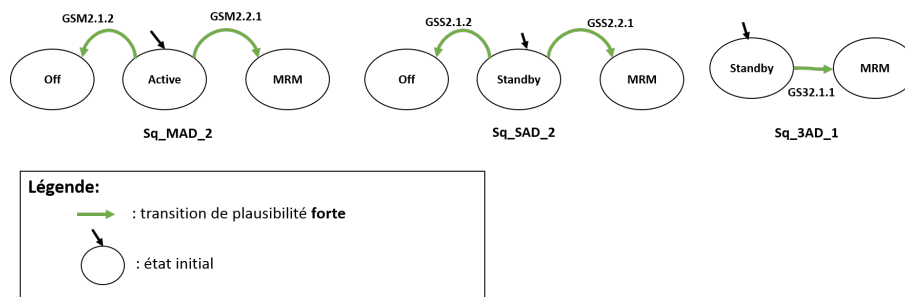 GSM2.1.2 GSM2.2.1
Off Active MRM
Sq_MAD_2
GSS2.1.2 GSS2.2.1
Off Standby MRM
Sq_SAD_2
Standby MRM
GS32.1.1
Sq_3AD_1
Légende:
: transition de plausibilité forte
: état initial